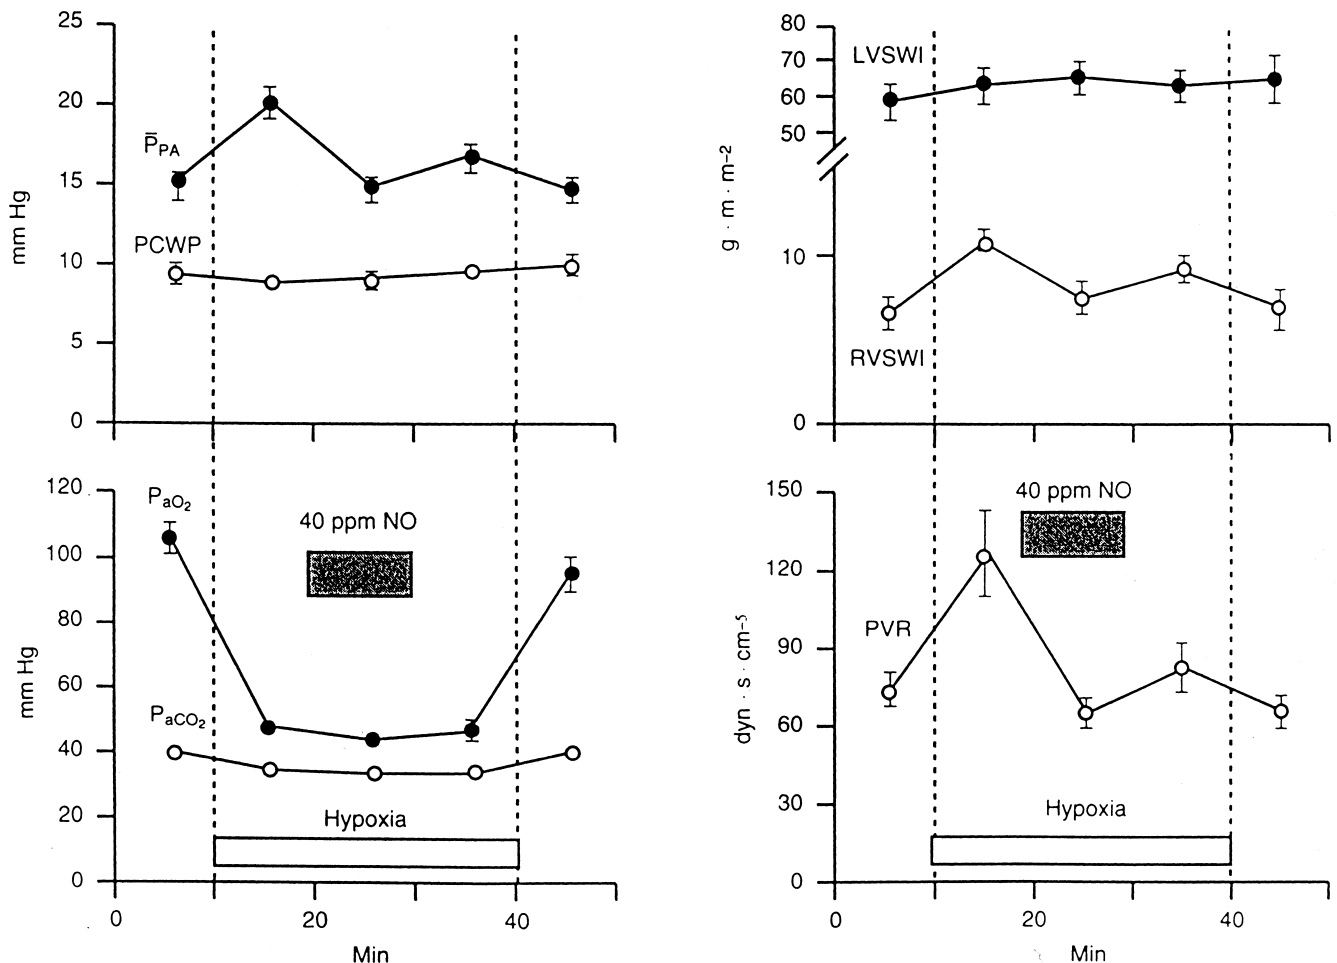 25
20
15
10
5
0
mm Hg
P̄PA
PCWP
80
70
60
50
10
0
g · m · m⁻²
LVSWI
RVSWI
120
100
80
60
40
20
0
mm Hg
PaO₂
PaCO₂
40 ppm NO
Hypoxia
0 20 40
Min
150
120
90
60
30
0
dyn · s · cm⁻⁵
40 ppm NO
PVR
Hypoxia
0 20 40
Min